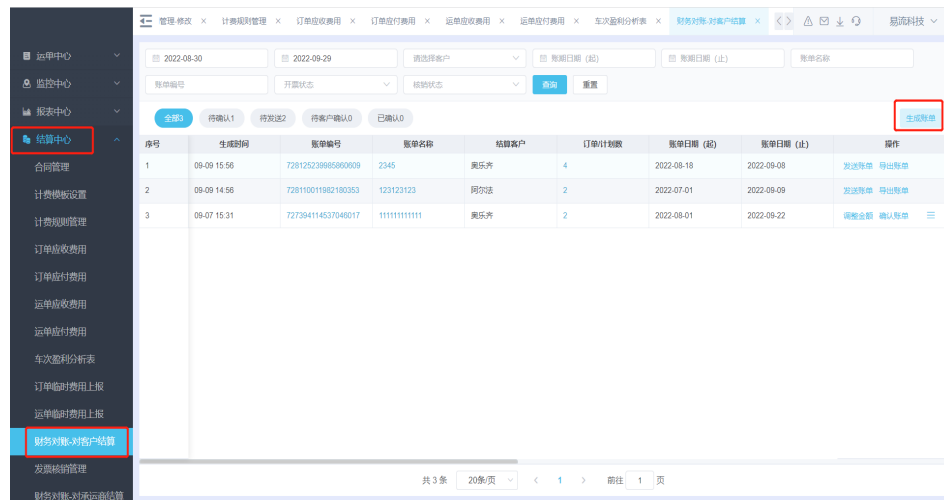 管理-修改 × 计费规则管理 × 订单应收费用 × 订单应付费用 × 运单应收费用 × 运单应付费用 × 车次盈利分析表 × 财务对账-对客户结算 × 易流科技
运单中心
监控中心
报表中心
结算中心
合同管理
计费模板设置
计费规则管理
订单应收费用
订单应付费用
运单应收费用
运单应付费用
车次盈利分析表
订单临时费用上报
运单临时费用上报
财务对账-对客户结算
发票核销管理
财务对账-对承运商结算
2022-08-30 2022-09-29 请选择客户 账期日期 (起) 账期日期 (止) 账单名称
账单编号 开票状态 核销状态 查询 重置
全部3 待确认1 待发送2 待客户确认0 已确认0 生成账单
序号 生成时间 账单编号 账单名称 结算客户 订单/计划数 账单日期 (起) 账单日期 (止) 操作
1 09-09 15:56 728125239985860609 2345 奥乐齐 4 2022-08-18 2022-09-08 发送账单 导出账单
2 09-09 14:56 728110011982180353 123123123 阿尔法 2 2022-07-01 2022-09-09 发送账单 导出账单
3 09-07 15:31 727394114537046017 111111111111 奥乐齐 2 2022-08-01 2022-09-22 调整金额 确认账单
共 3 条 20条/页 < 1 > 前往 1 页